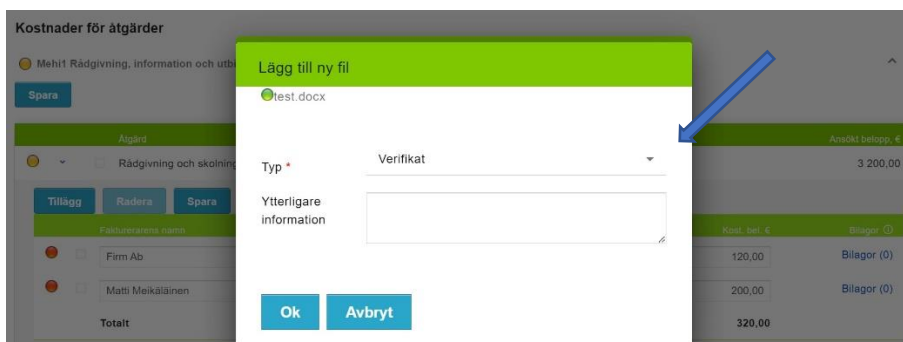 Kostnader för åtgärder
Mehi1 Rådgivning, information och utbi
Spara
Åtgärd
Ansökt belopp, €
Rådgivning och skolning
3 200,00
Tillägg
Radera
Spara
Fakturerarens namn
Kost. bel. €
Bilagor
Firm Ab
120,00
Bilagor (0)
Matti Meikäläinen
200,00
Bilagor (0)
Totalt
320,00
Lägg till ny fil
test.docx
Typ *
Verifikat
Ytterligare
information
Ok
Avbryt